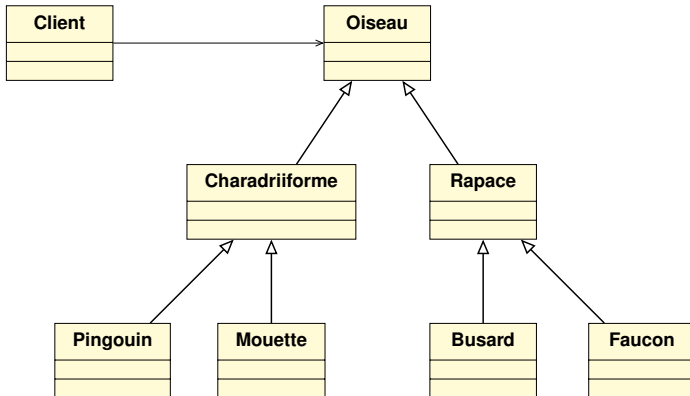 Client
Oiseau
Charadriiforme
Rapace
Pingouin
Mouette
Busard
Faucon